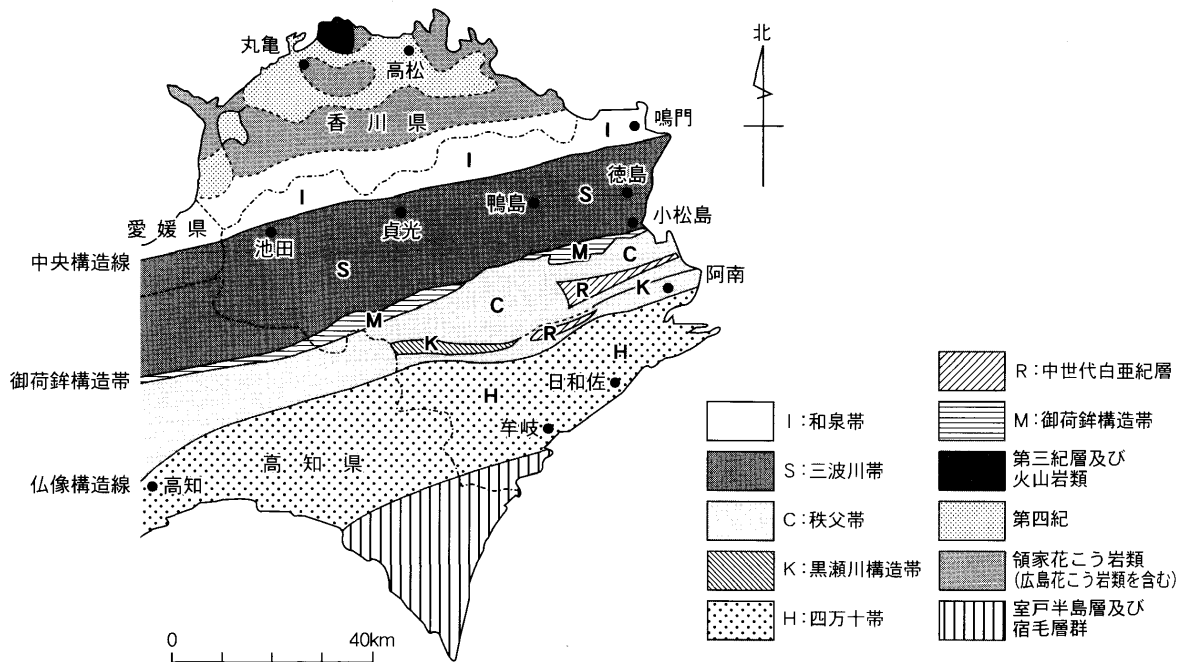 北
丸亀
高松
香川県
鳴門
I
I
I
徳島
S
鴨島
小松島
愛媛県
貞光
池田
M
C
中央構造線
S
R
K
阿南
C
M
R
K
H
御荷鉾構造帯
日和佐
H
牟岐
高知県
仏像構造線
高知
0 40km
I:和泉帯
S:三波川帯
C:秩父帯
K:黒瀬川構造帯
H:四万十帯
R:中世代白亜紀層
M:御荷鉾構造帯
第三紀層及び
火山岩類
第四紀
領家花こう岩類
(広島花こう岩類を含む)
室戸半島層及び
宿毛層群